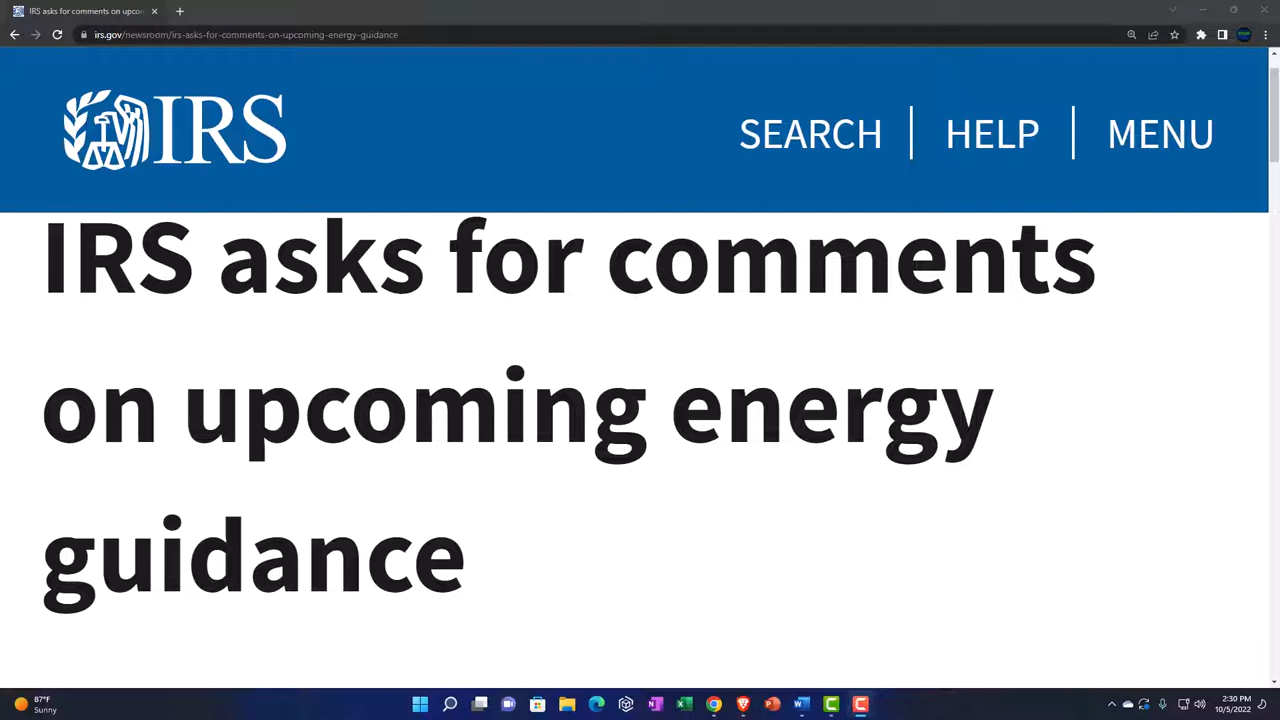 IRS asks for comments on upcon
irs.gov/newsroom/irs-asks-for-comments-on-upcoming-energy-guidance
IRS
SEARCH
HELP
MENU
IRS asks for comments
on upcoming energy
guidance
87°F
Sunny
2:30 PM
10/5/2022